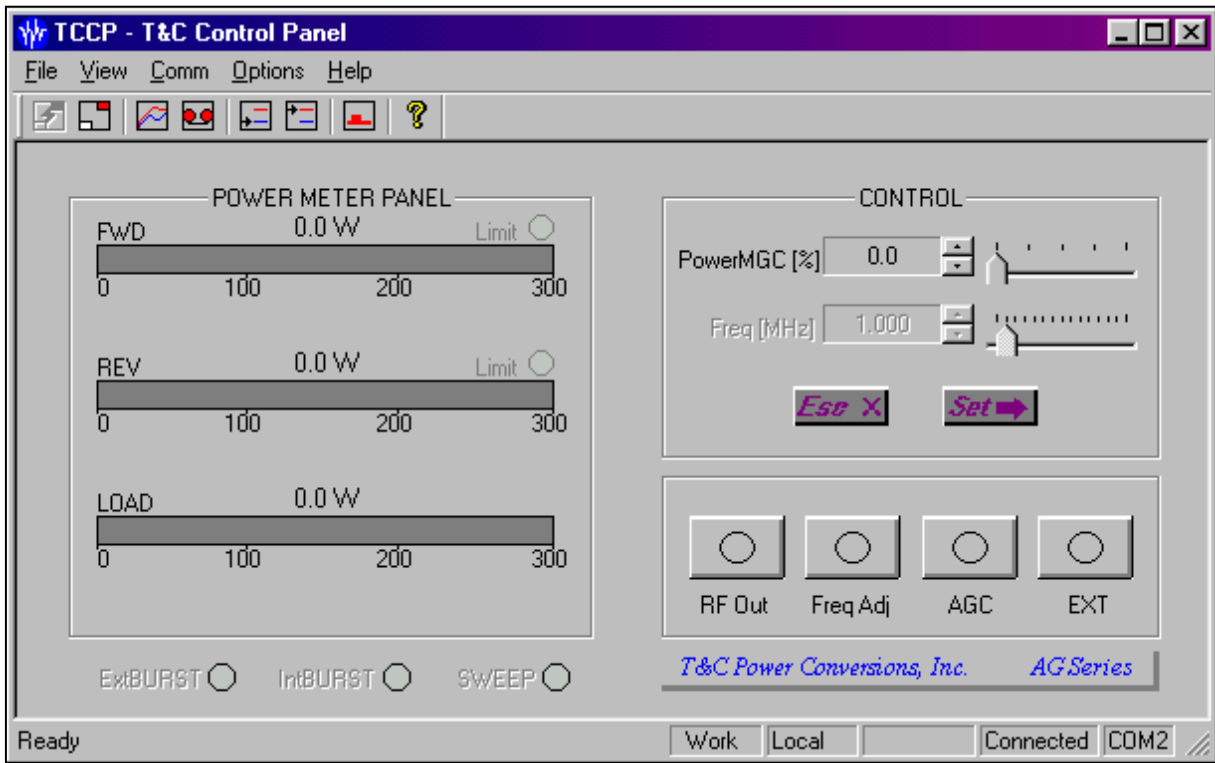 TCCP - T&C Control Panel
File View Comm Options Help
POWER METER PANEL
FWD 0.0 W Limit
0 100 200 300
REV 0.0 W Limit
0 100 200 300
LOAD 0.0 W
0 100 200 300
ExtBURST IntBURST SWEEP
CONTROL
PowerMGC [%] 0.0
Freq [MHz] 1.000
Esc X Set
RF Out Freq Adj AGC EXT
T&C Power Conversions, Inc. AG Series
Ready Work Local Connected COM2